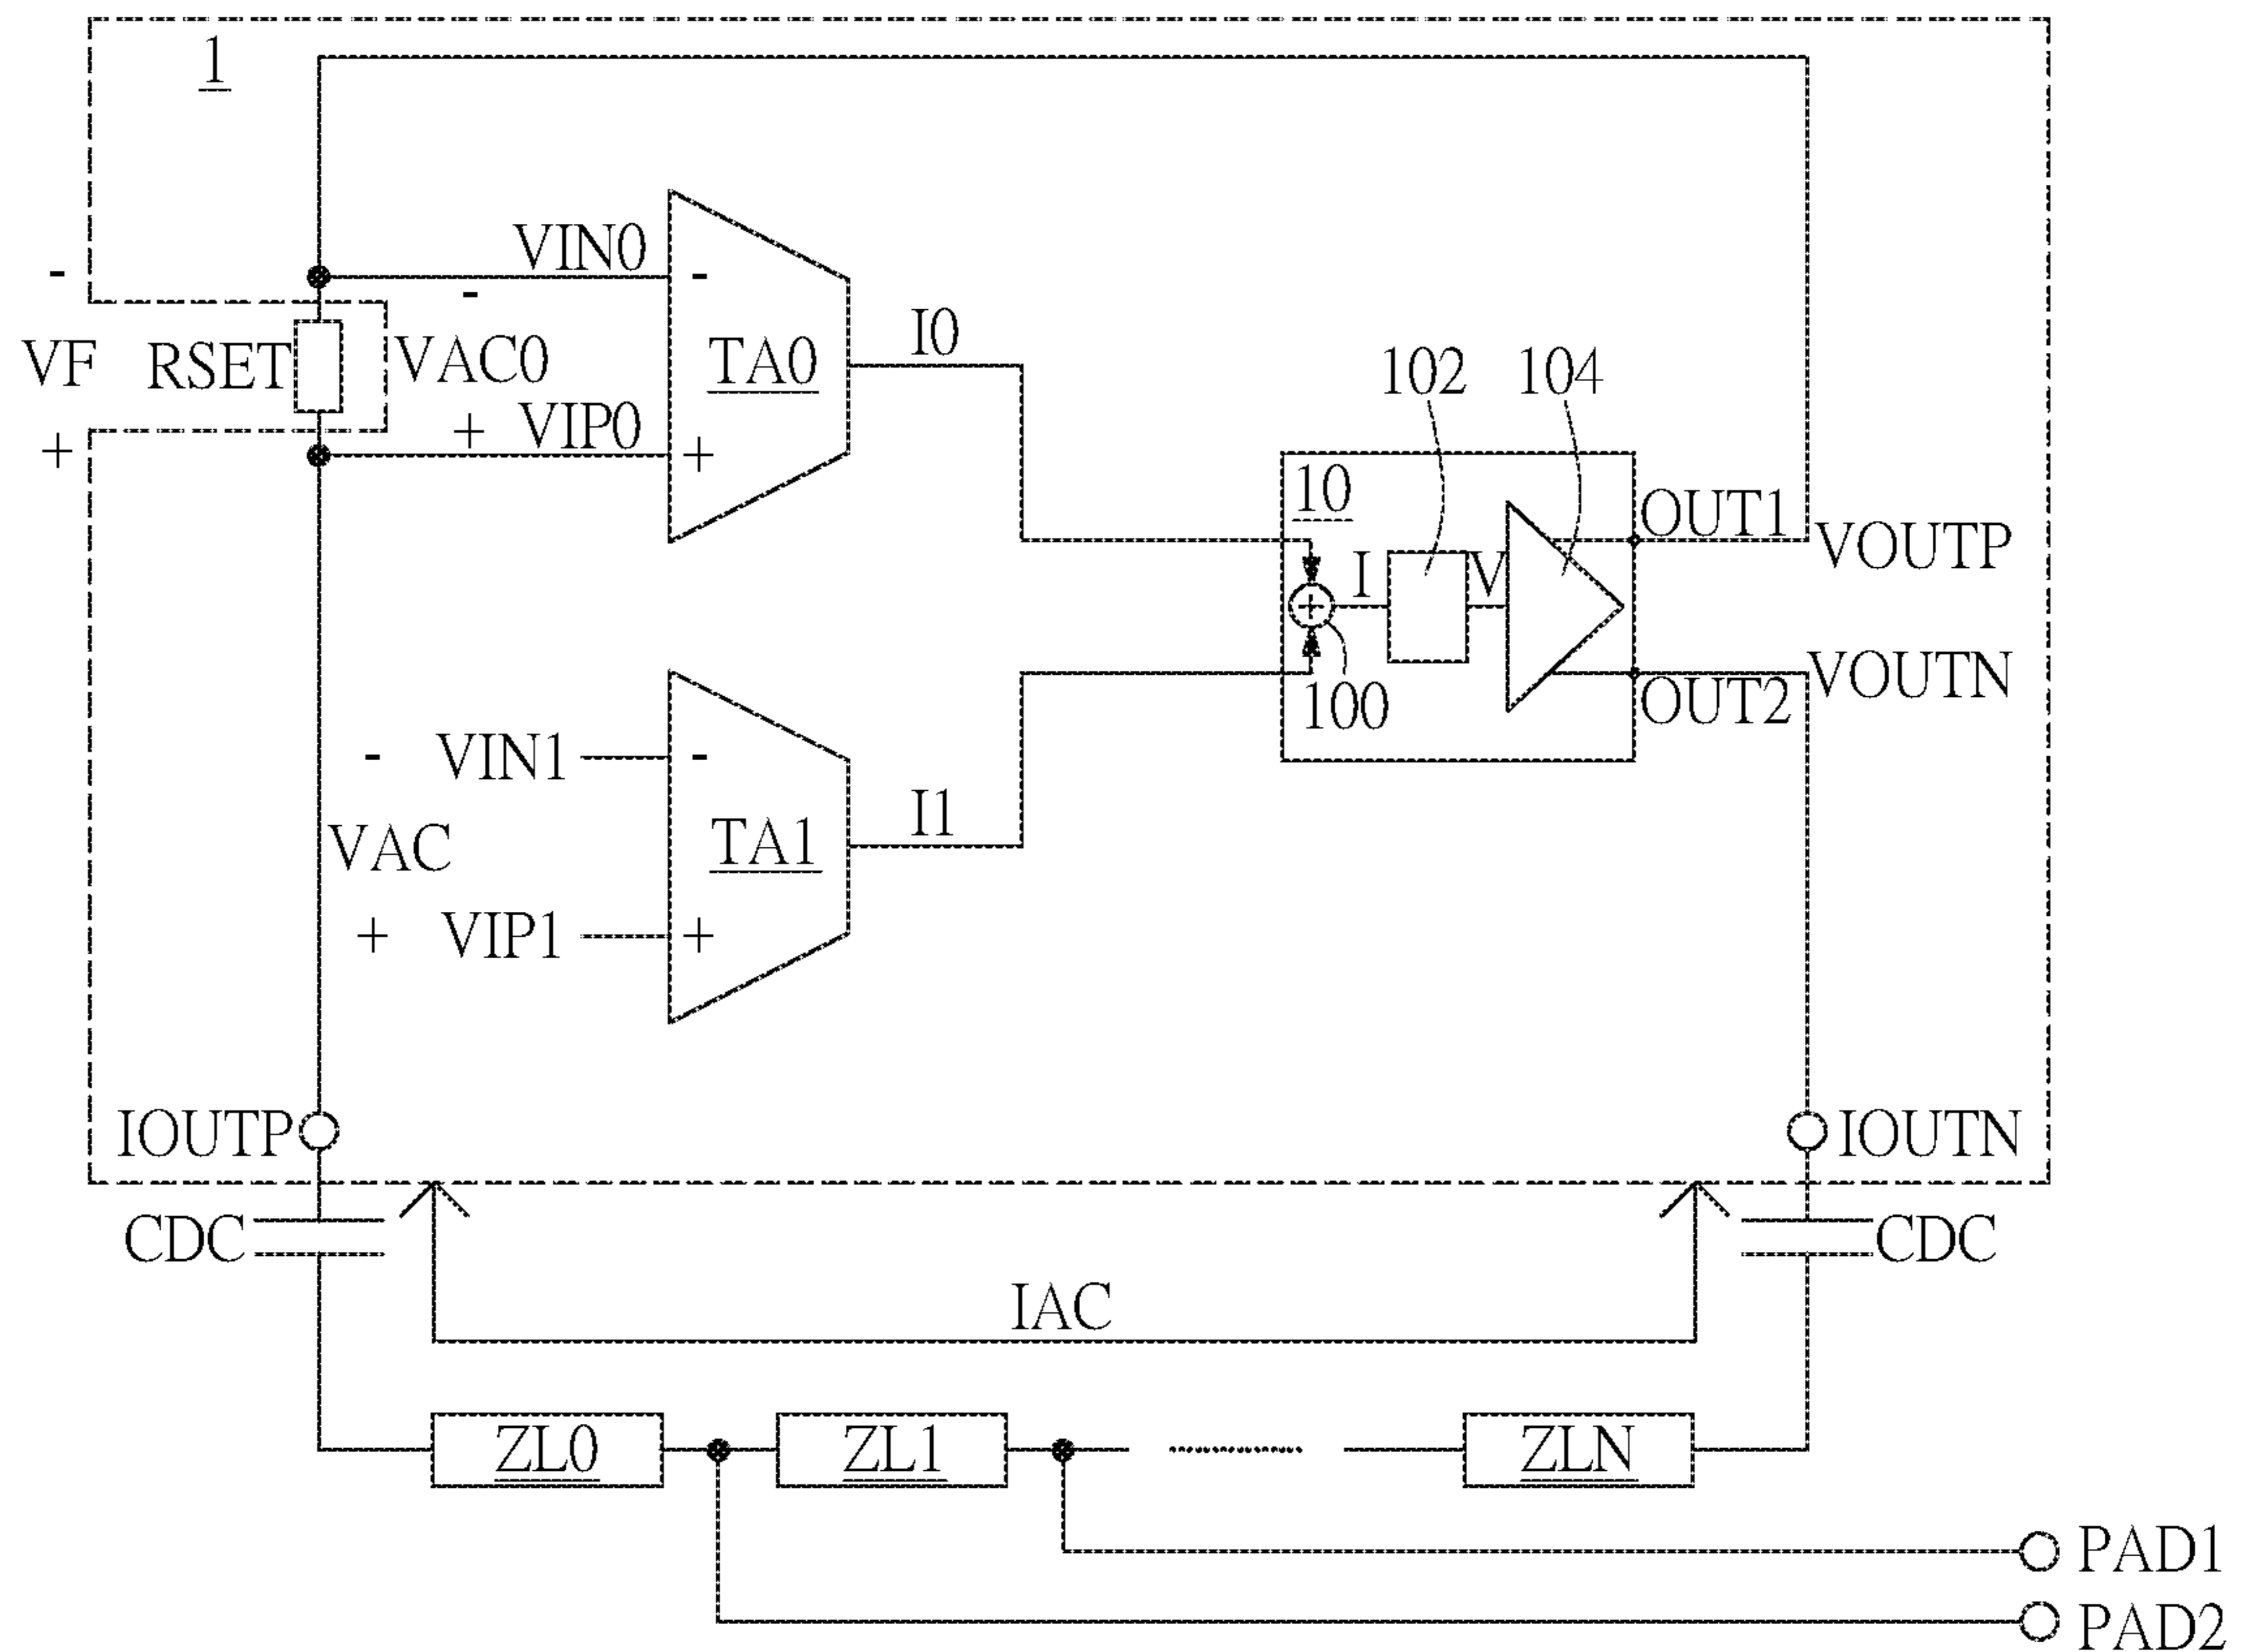 1
VIN0
-
-
-
VF
RSET
VAC0
TA0
I0
+
+
VIP0
+
102
104
10
OUT1
VOUTP
I
V
+
100
OUT2
VOUTN
-
VIN1
-
VAC
TA1
I1
+
VIP1
+
IOUTP
IOUTN
CDC
CDC
IAC
ZL0
ZL1
ZLN
PAD1
PAD2